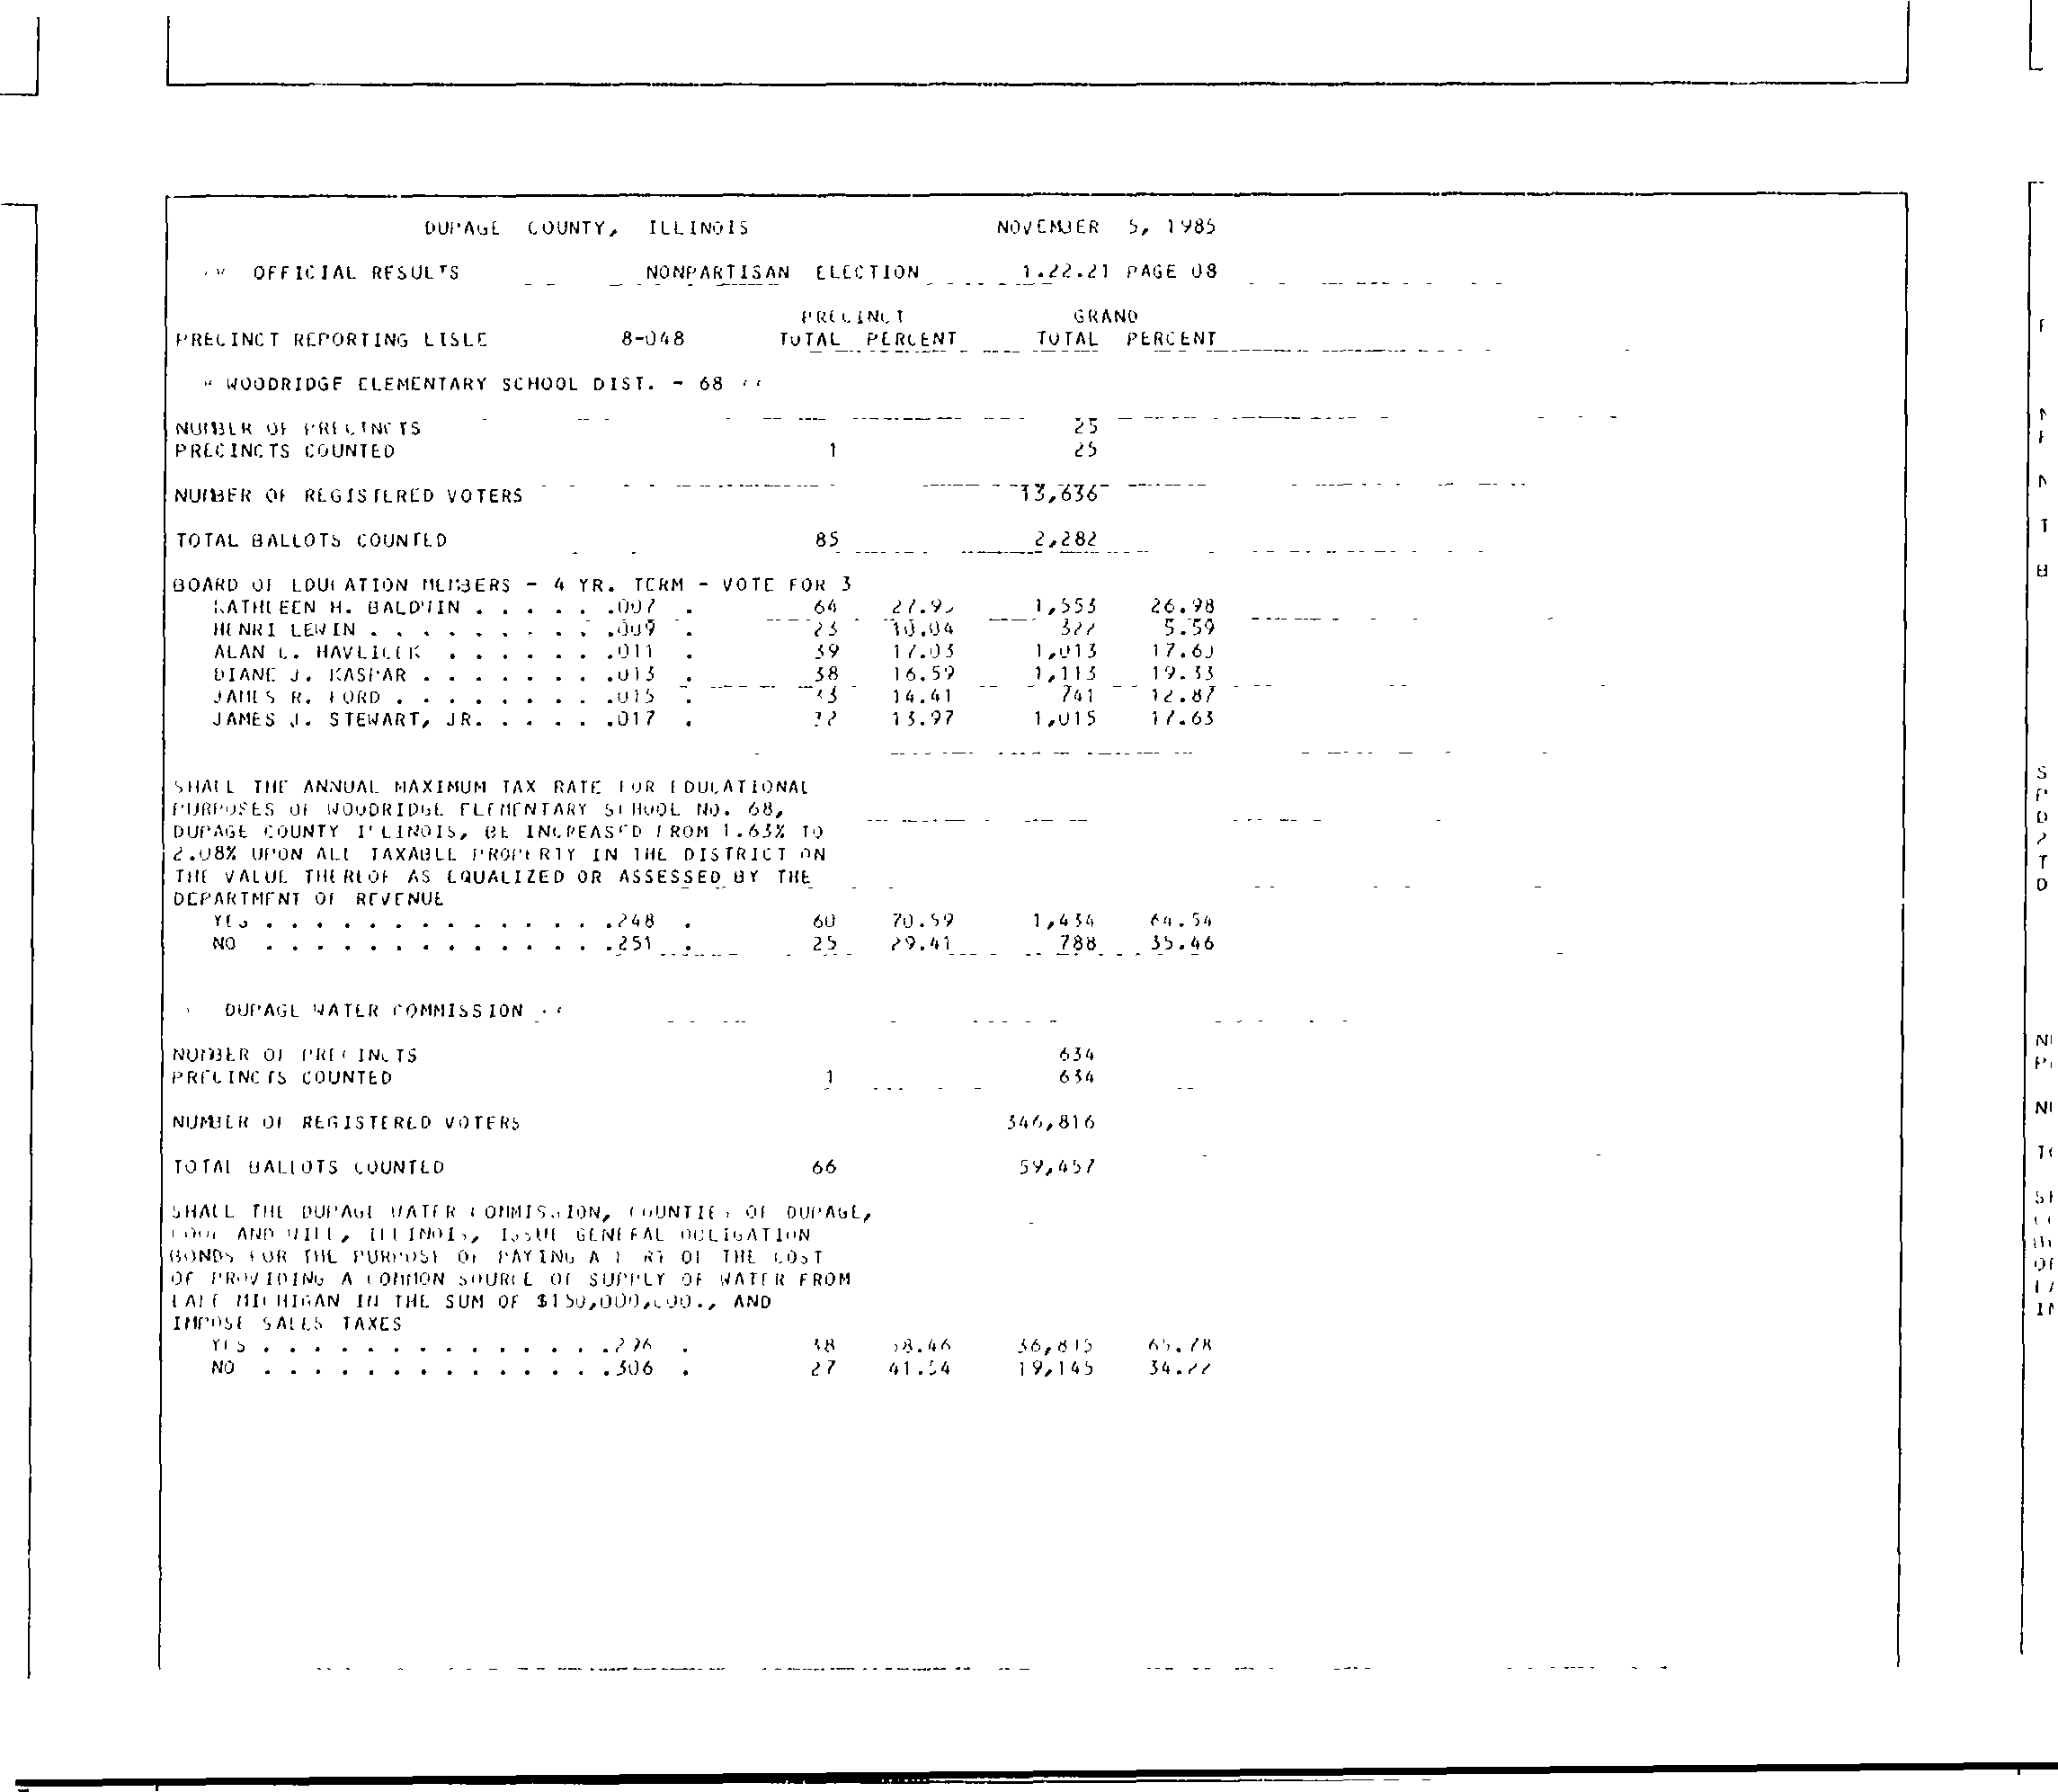 DUPAGE COUNTY, ILLINOIS NOVEMBER 5, 1985
OFFICIAL RESULTS NONPARTISAN ELECTION 1.22.21 PAGE 08
PRECINCT GRAND
PRECINCT REPORTING LISLE 8-048 TOTAL PERCENT TOTAL PERCENT
WOODRIDGE ELEMENTARY SCHOOL DIST. - 68
NUMBER OF PRECINCTS 25
PRECINCTS COUNTED 1 25
NUMBER OF REGISTERED VOTERS 13,636
TOTAL BALLOTS COUNTED 85 2,282
BOARD OF EDUCATION MEMBERS - 4 YR. TERM - VOTE FOR 3
KATHLEEN H. BALDWIN . . . . . .007 . 64 27.95 1,553 26.98
HENRI LEWIN . . . . . . . . . .009 . 23 10.04 322 5.59
ALAN L. HAVLICEK . . . . . . .011 . 39 17.03 1,013 17.60
DIANE J. KASPAR . . . . . . . .013 . 38 16.59 1,113 19.33
JAMES R. FORD . . . . . . . . .015 . 33 14.41 741 12.87
JAMES J. STEWART, JR. . . . . .017 . 32 13.97 1,015 17.63
SHALL THE ANNUAL MAXIMUM TAX RATE FOR EDUCATIONAL
PURPOSES OF WOODRIDGE ELEMENTARY SCHOOL NO. 68,
DUPAGE COUNTY ILLINOIS, BE INCREASED FROM 1.63% TO
2.08% UPON ALL TAXABLE PROPERTY IN THE DISTRICT ON
THE VALUE THEREOF AS EQUALIZED OR ASSESSED BY THE
DEPARTMENT OF REVENUE
YES . . . . . . . . . . . . . .248 . 60 70.59 1,434 64.54
NO . . . . . . . . . . . . . .251 . 25 29.41 788 35.46
DUPAGE WATER COMMISSION
NUMBER OF PRECINCTS 634
PRECINCTS COUNTED 1 634
NUMBER OF REGISTERED VOTERS 346,816
TOTAL BALLOTS COUNTED 66 59,457
SHALL THE DUPAGE WATER COMMISSION, COUNTIES OF DUPAGE,
COOK AND WILL, ILLINOIS, ISSUE GENERAL OBLIGATION
BONDS FOR THE PURPOSE OF PAYING A PART OF THE COST
OF PROVIDING A COMMON SOURCE OF SUPPLY OF WATER FROM
LAKE MICHIGAN IN THE SUM OF $150,000,000., AND
IMPOSE SALES TAXES
YES . . . . . . . . . . . . . . 38 58.46 36,815 65.78
NO . . . . . . . . . . . . . .306 . 27 41.54 19,145 34.22